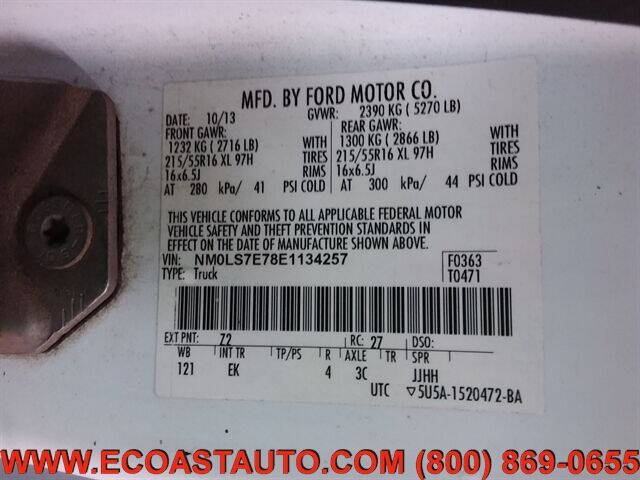 MFD. BY FORD MOTOR CO.
DATE: 10/13 GVWR: 2390 KG ( 5270 LB)
FRONT GAWR: REAR GAWR:
1232 KG ( 2716 LB) WITH 1300 KG ( 2866 LB) WITH
215/55R16 XL 97H TIRES 215/55R16 XL 97H TIRES
16x6.5J RIMS 16x6.5J RIMS
AT 280 kPa/ 41 PSI COLD AT 300 kPa/ 44 PSI COLD
THIS VEHICLE CONFORMS TO ALL APPLICABLE FEDERAL MOTOR
VEHICLE SAFETY AND THEFT PREVENTION STANDARDS IN
EFFECT ON THE DATE OF MANUFACTURE SHOWN ABOVE.
VIN: NM0LS7E78E1134257 F0363
TYPE: Truck T0471
EXT PNT: Z2 RC: 27 DSO:
WB INT TR TP/PS R AXLE TR SPR
121 EK 4 3C JJHH
UTC ▽5U5A-1520472-BA
WWW.ECOASTAUTO.COM (800) 869-0655